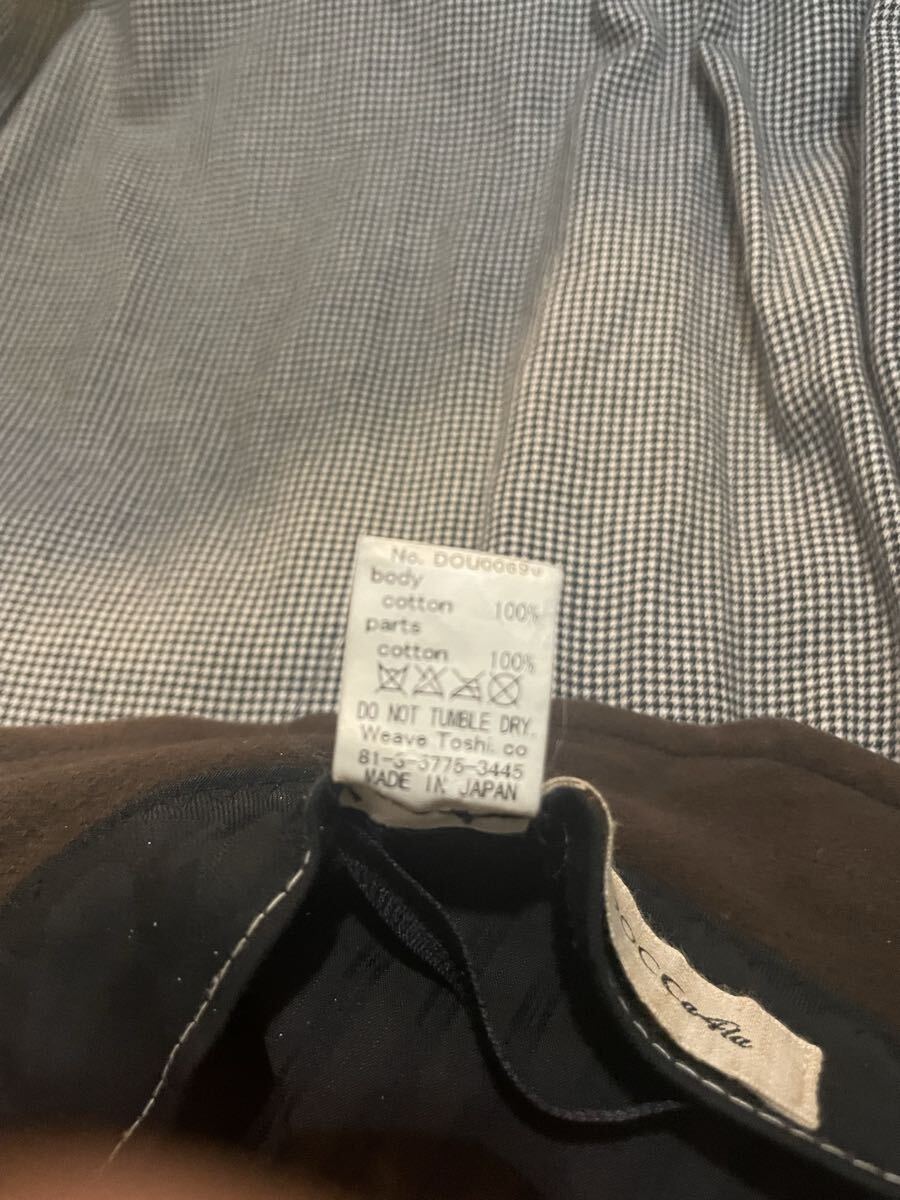 No. DOU0069
body
cotton 100%
parts
cotton 100%
DO NOT TUMBLE DRY.
Weave Toshi.co
81-3-3775-3445
MADE IN JAPAN